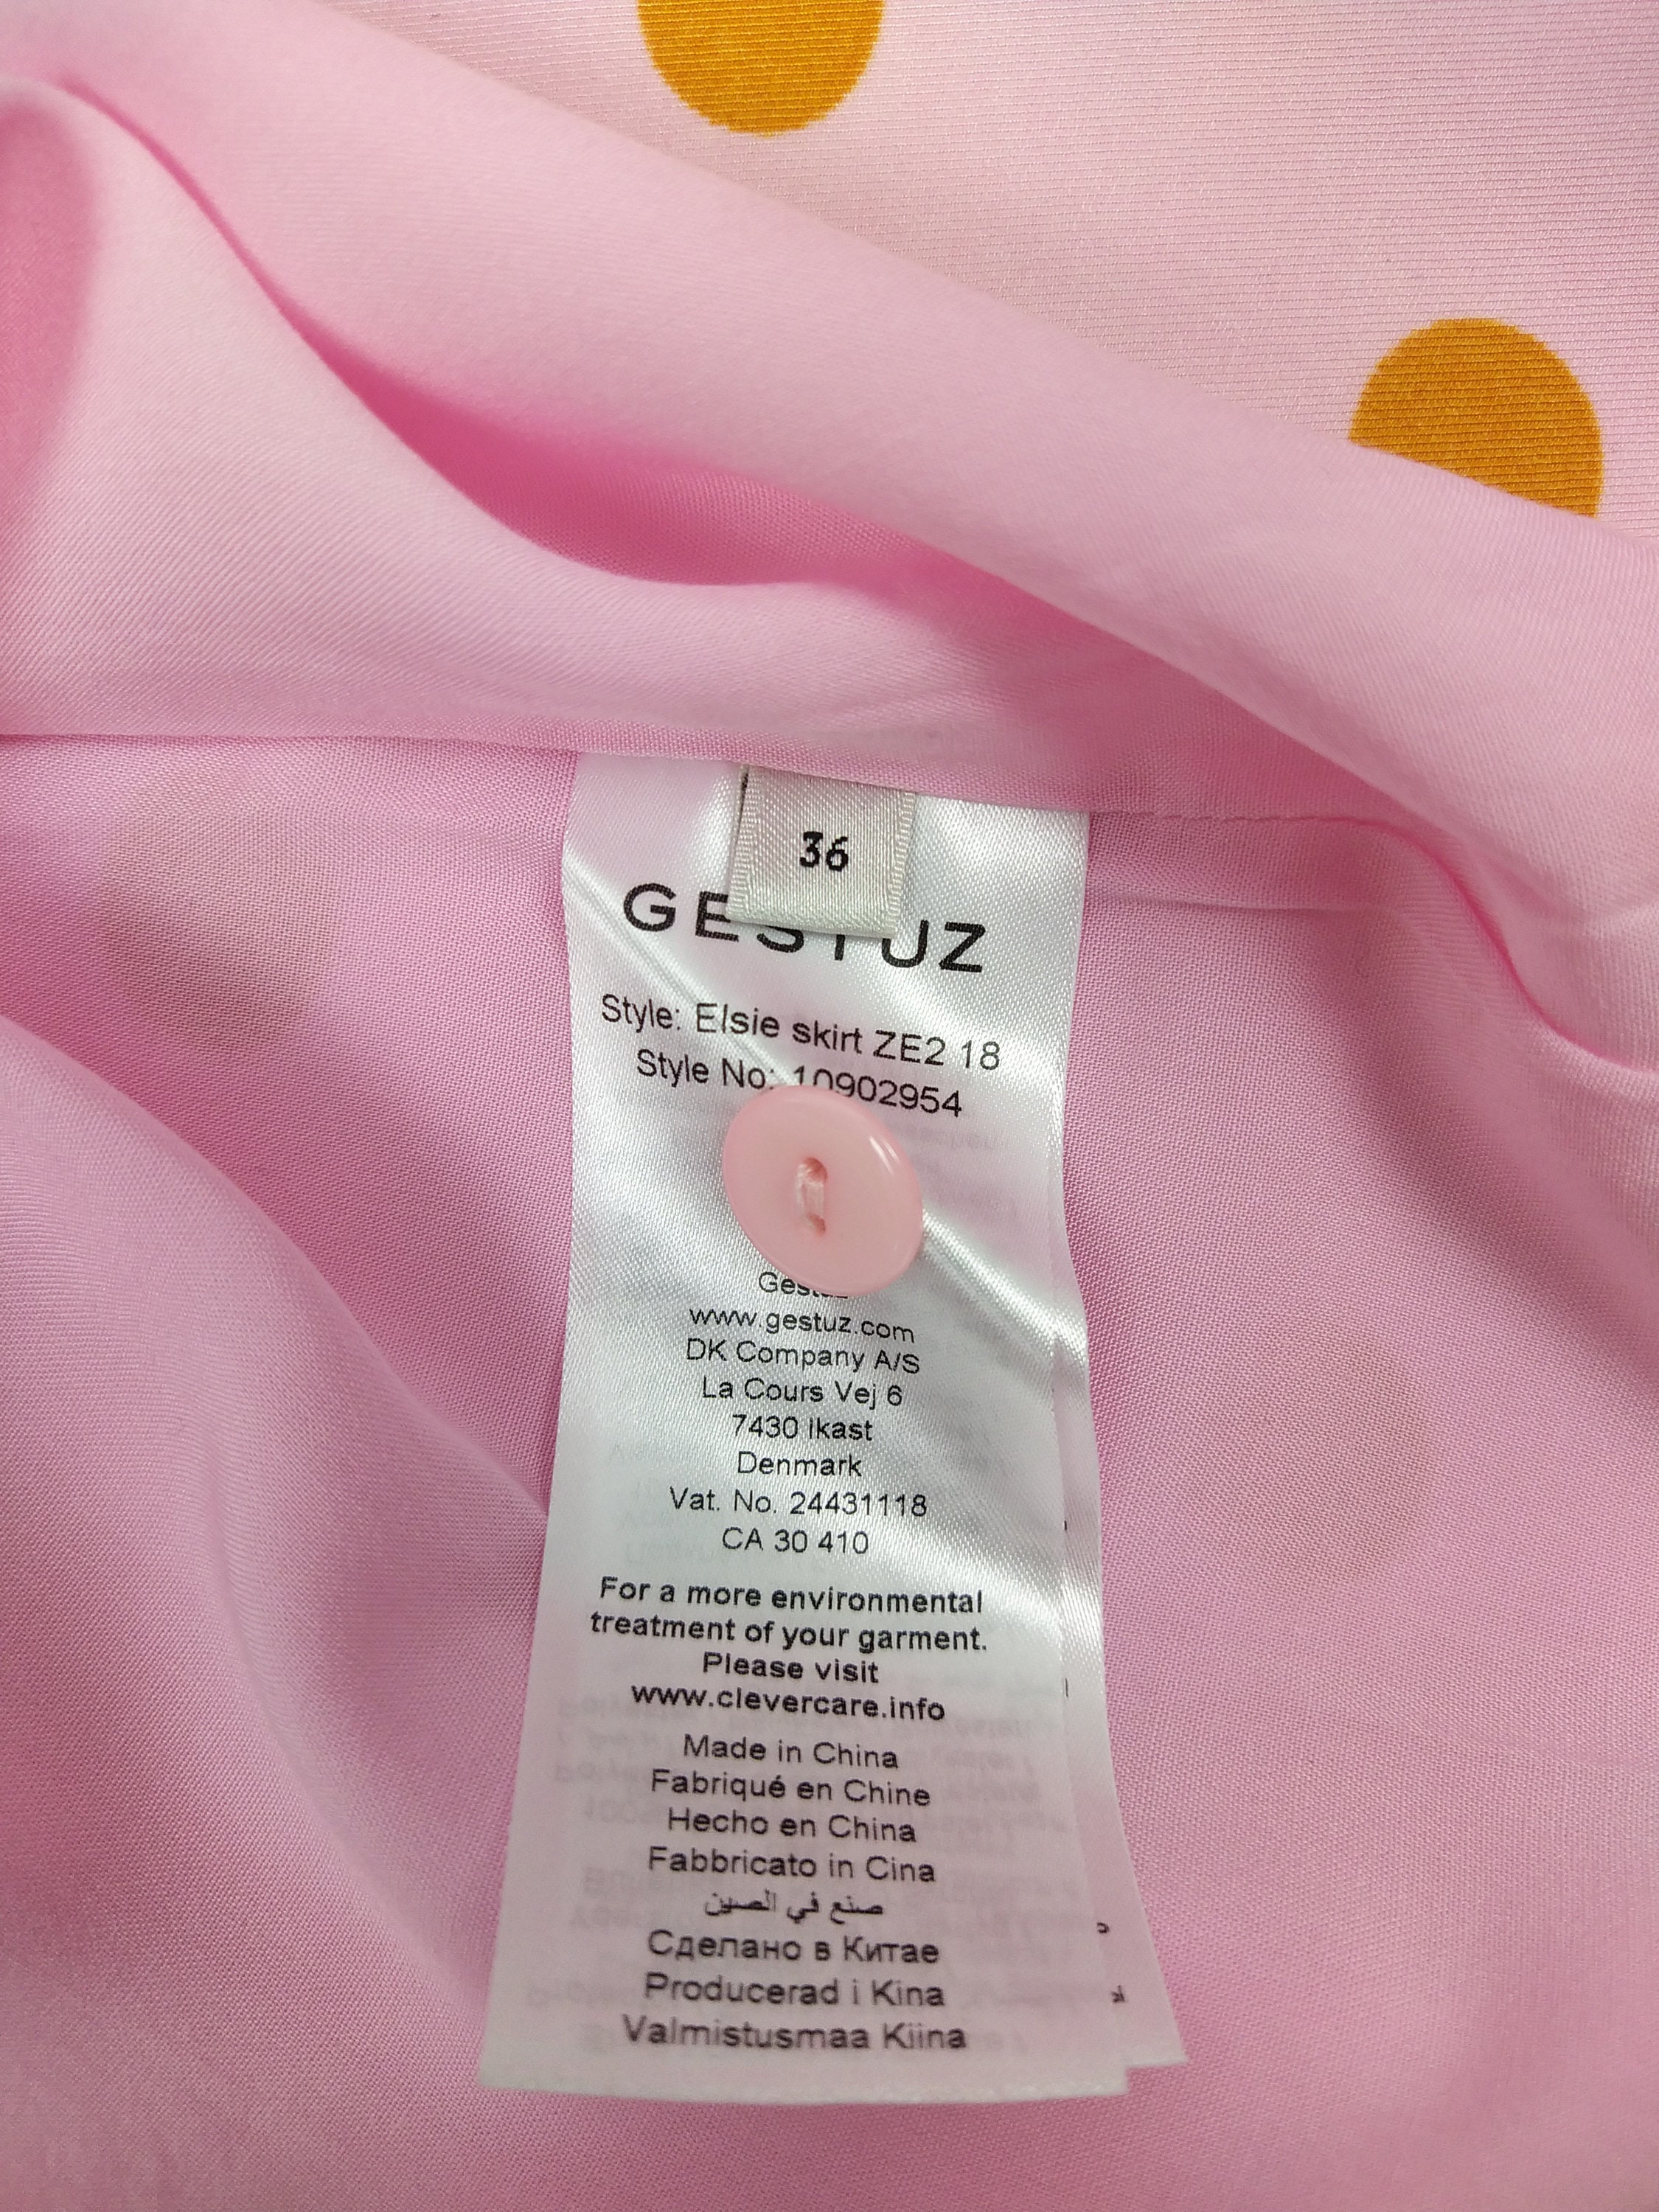 36
GESTUZ
Style: Elsie skirt ZE2 18
Style No: 10902954
Gestuz
www.gestuz.com
DK Company A/S
La Cours Vej 6
7430 Ikast
Denmark
Vat. No. 24431118
CA 30 410
For a more environmental
treatment of your garment.
Please visit
www.clevercare.info
Made in China
Fabriqué en Chine
Hecho en China
Fabbricato in Cina
صنع في الصين
Сделано в Китае
Producerad i Kina
Valmistusmaa Kiina